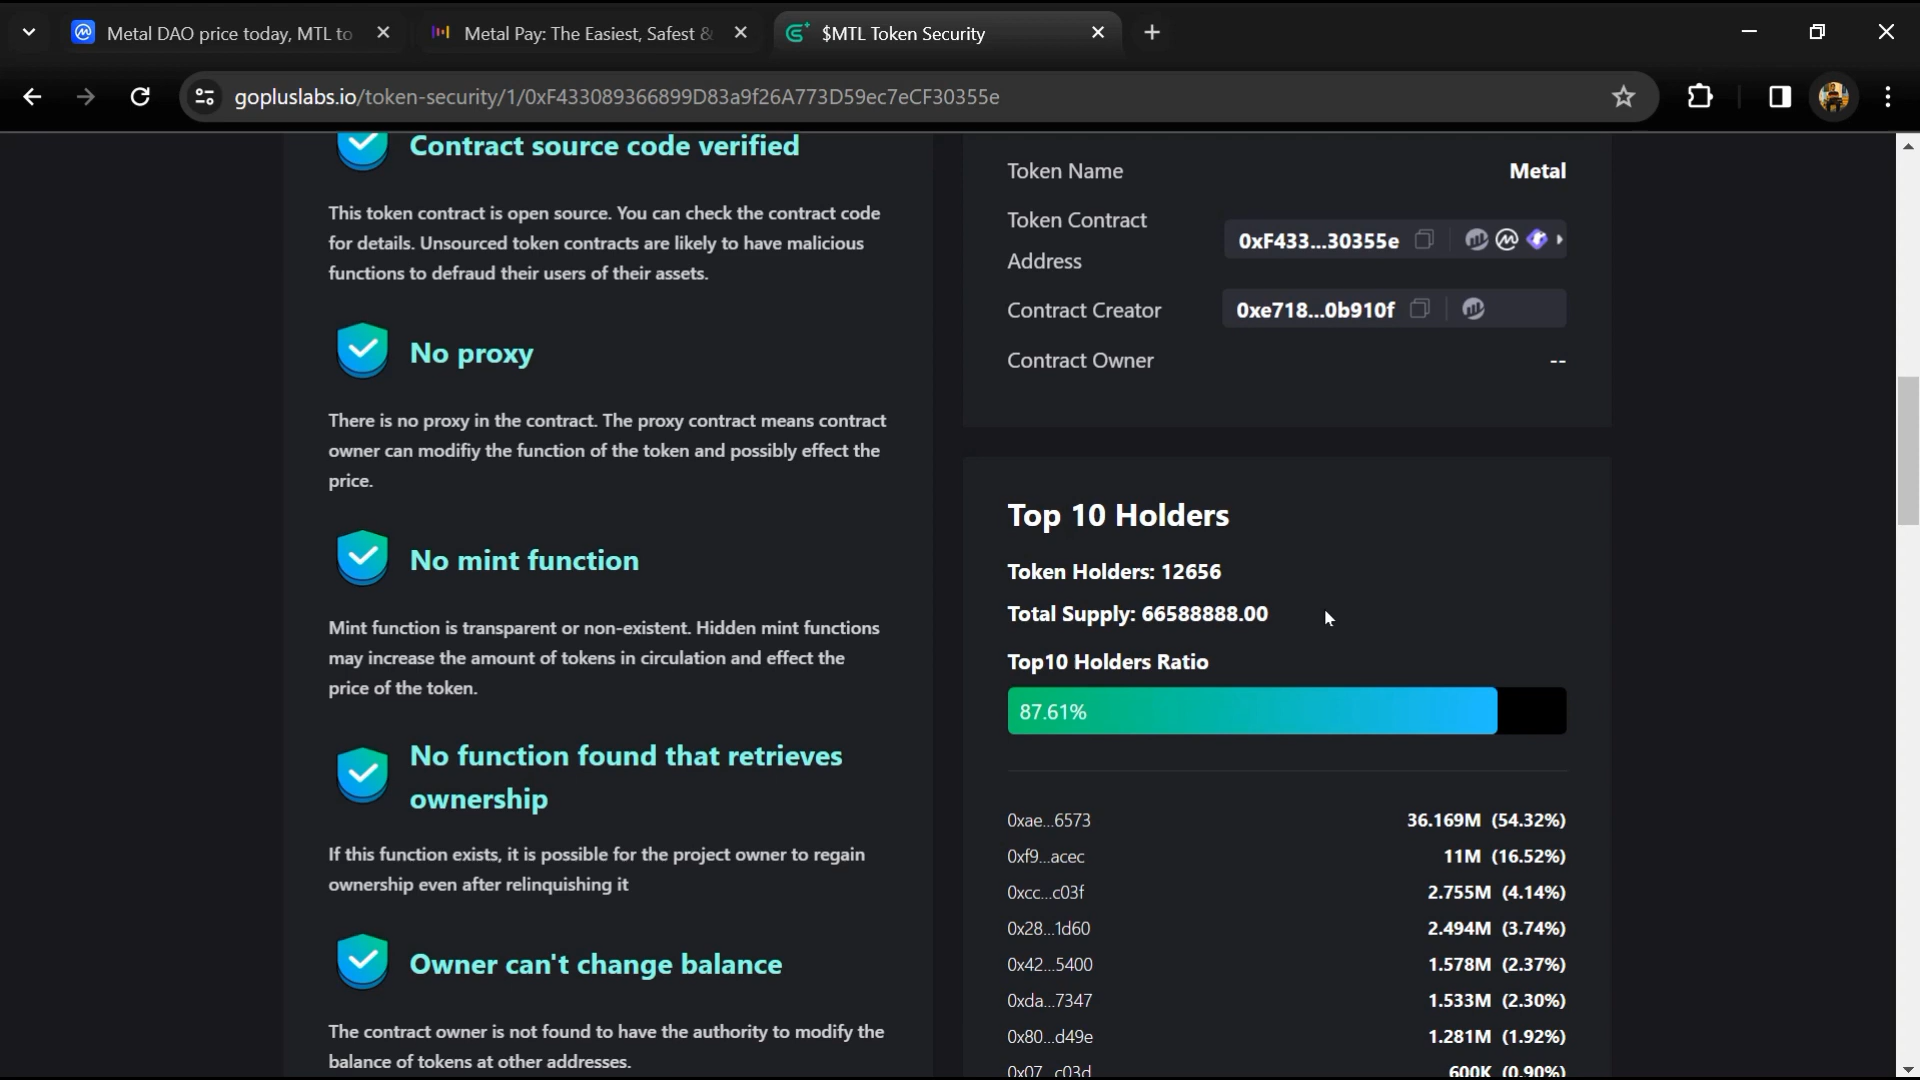 Metal DAO price today, MTL to
Metal Pay: The Easiest, Safest &
$MTL Token Security
gopluslabs.io/token-security/1/0xF433089366899D83a9f26A773D59ec7eCF30355e
Contract source code verified
This token contract is open source. You can check the contract code
for details. Unsourced token contracts are likely to have malicious
functions to defraud their users of their assets.
No proxy
There is no proxy in the contract. The proxy contract means contract
owner can modifiy the function of the token and possibly effect the
price.
No mint function
Mint function is transparent or non-existent. Hidden mint functions
may increase the amount of tokens in circulation and effect the
price of the token.
No function found that retrieves
ownership
If this function exists, it is possible for the project owner to regain
ownership even after relinquishing it
Owner can't change balance
The contract owner is not found to have the authority to modify the
balance of tokens at other addresses.
Token Name Metal
Token Contract
Address 0xF433...30355e
Contract Creator 0xe718...0b910f
Contract Owner --
Top 10 Holders
Token Holders: 12656
Total Supply: 66588888.00
Top10 Holders Ratio
87.61%
0xae...6573 36.169M (54.32%)
0xf9...acec 11M (16.52%)
0xcc...c03f 2.755M (4.14%)
0x28...1d60 2.494M (3.74%)
0x42...5400 1.578M (2.37%)
0xda...7347 1.533M (2.30%)
0x80...d49e 1.281M (1.92%)
0x07...c03d 600K (0.90%)